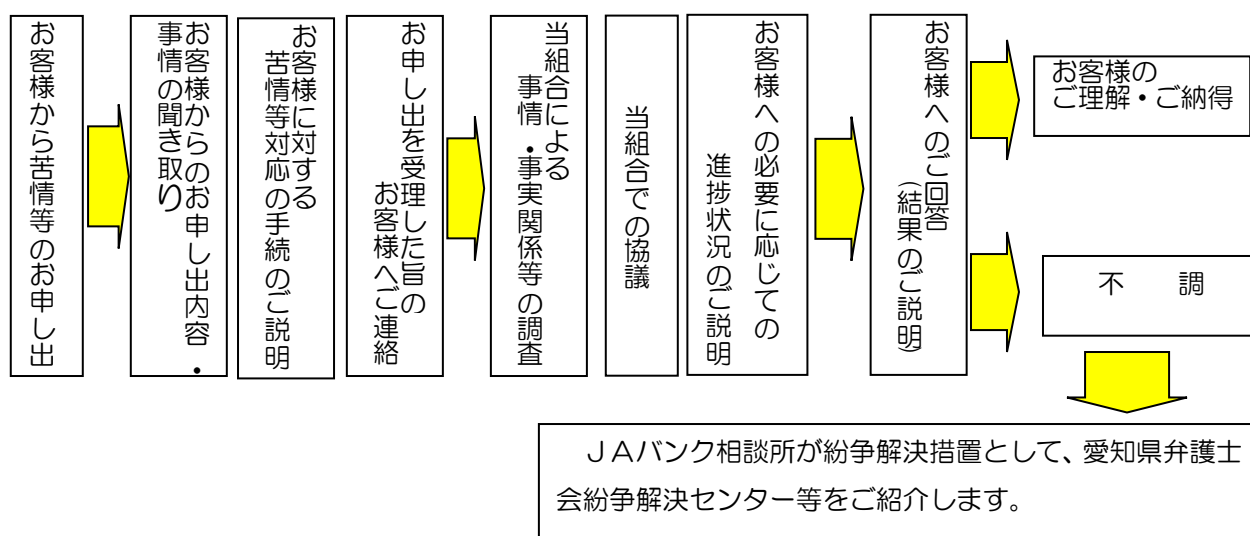 お客様から苦情等のお申し出
お客様からのお申し出内容・
事情の聞き取り
お客様に対する
苦情等対応の手続のご説明
お申し出を受理した旨の
お客様へご連絡
当組合による
事情・事実関係等の調査
当組合での協議
お客様への必要に応じての
進捗状況のご説明
お客様へのご回答
(結果のご説明)
お客様の
ご理解・ご納得
不　調
ＪＡバンク相談所が紛争解決措置として、愛知県弁護士
会紛争解決センター等をご紹介します。